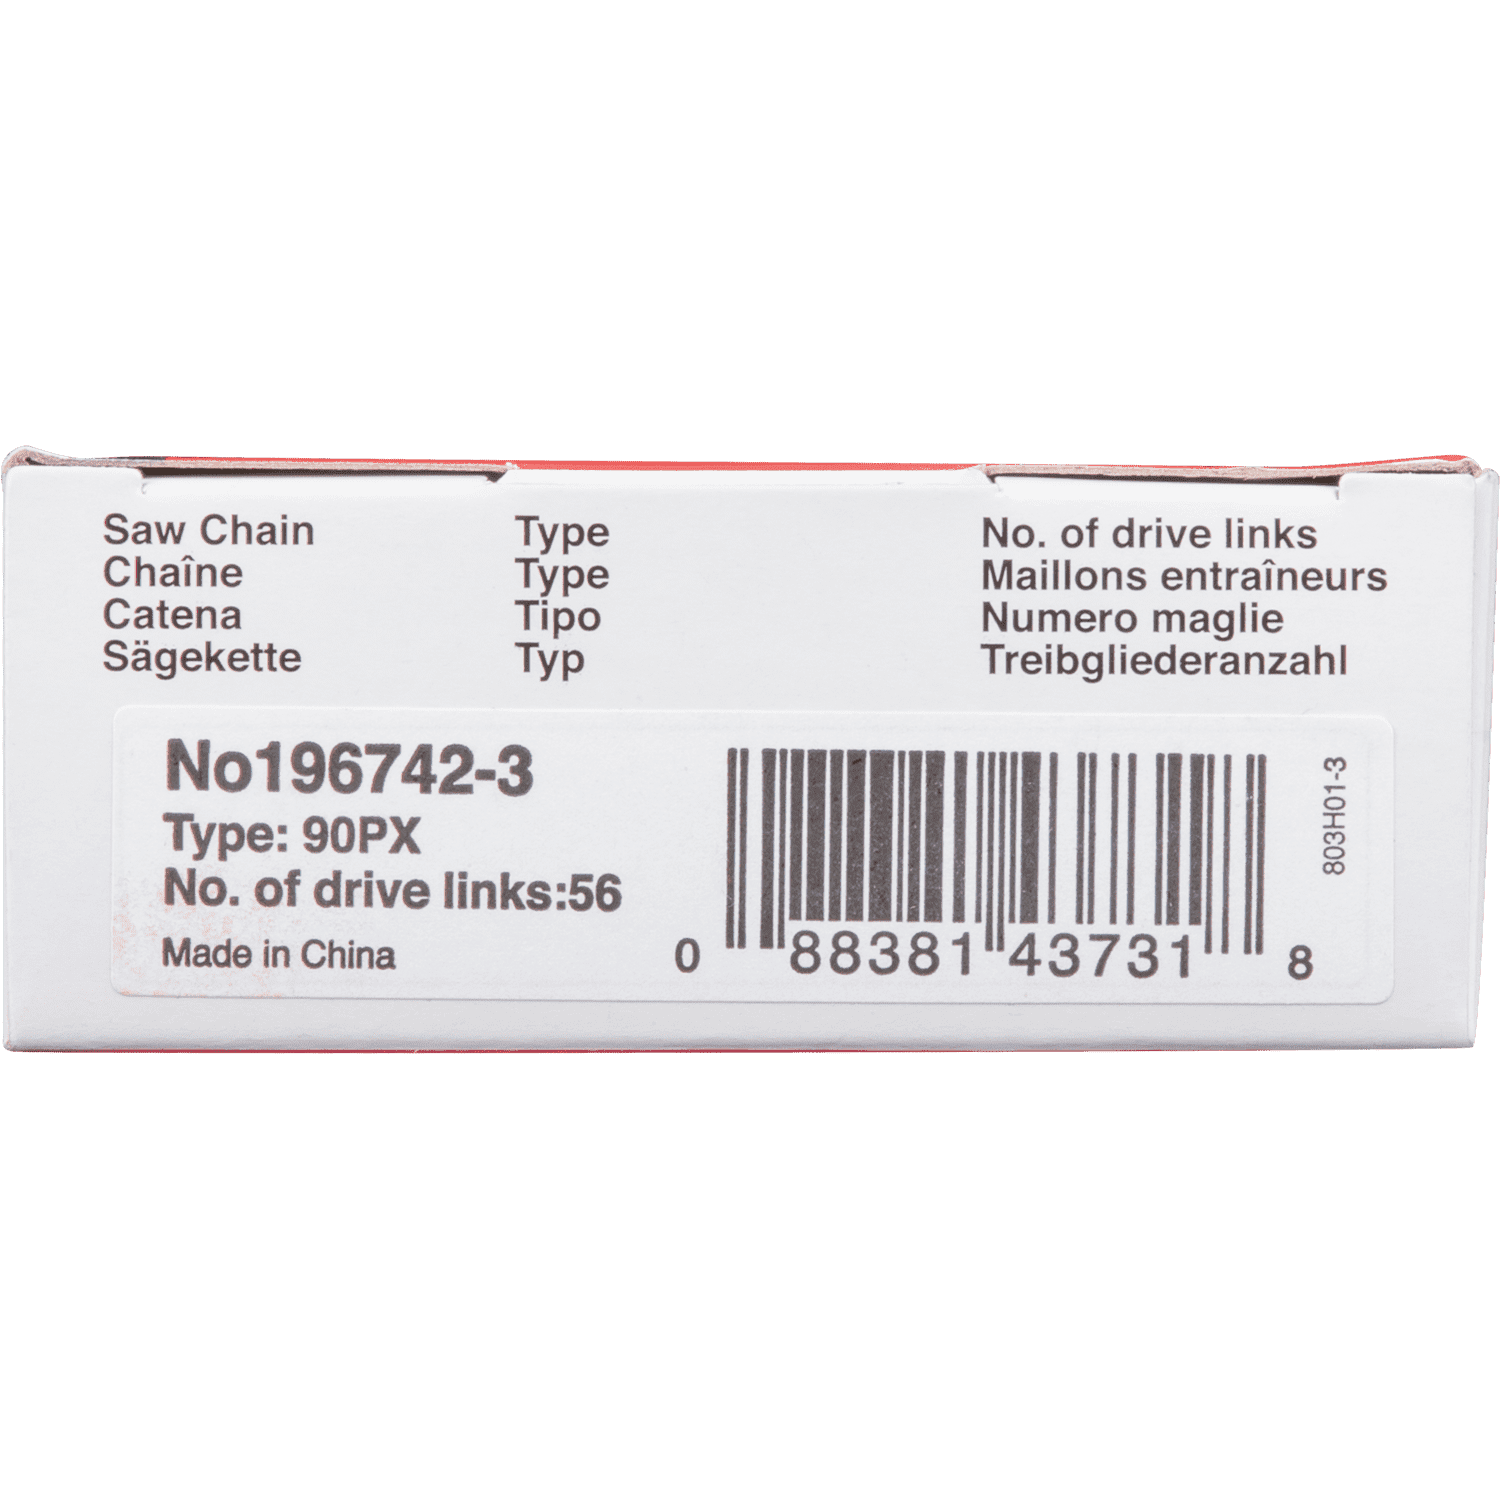 Saw Chain Type No. of drive links
Chaîne Type Maillons entraîneurs
Catena Tipo Numero maglie
Sägekette Typ Treibgliederanzahl
No196742-3
Type: 90PX
No. of drive links:56
Made in China
0 88381 43731 8
803H01-3